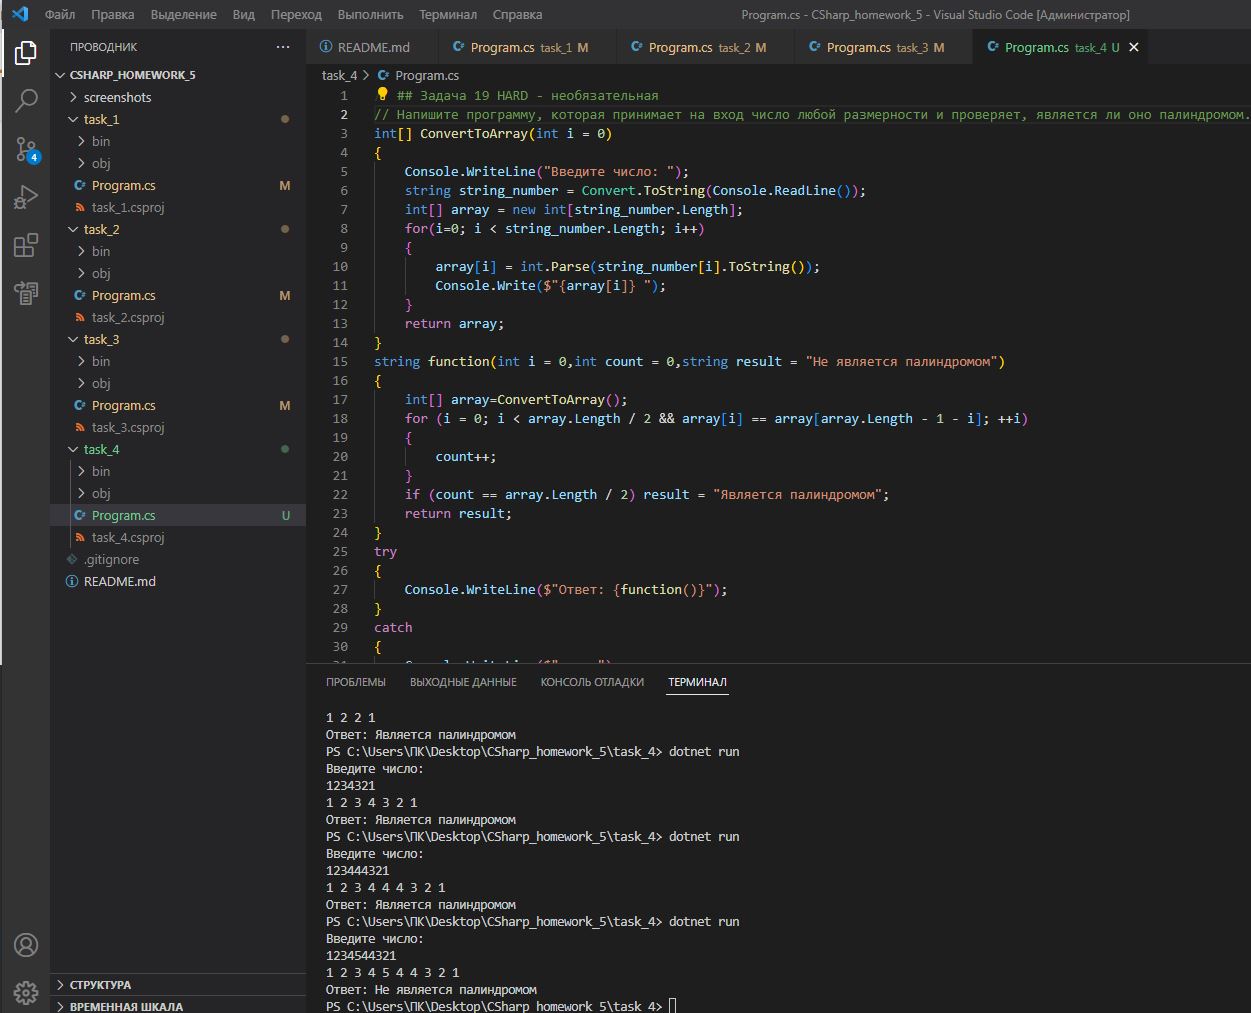 Файл Правка Выделение Вид Переход Выполнить Терминал Справка Program.cs - CSharp_homework_5 - Visual Studio Code [Администратор]
ПРОВОДНИК ···
CSHARP_HOMEWORK_5
screenshots
task_1
bin
obj
Program.cs M
task_1.csproj
task_2
bin
obj
Program.cs M
task_2.csproj
task_3
bin
obj
Program.cs M
task_3.csproj
task_4
bin
obj
Program.cs U
task_4.csproj
.gitignore
README.md
СТРУКТУРА
ВРЕМЕННАЯ ШКАЛА
4
README.md Program.cs task_1 M Program.cs task_2 M Program.cs task_3 M Program.cs task_4 U
task_4 > Program.cs
1 ## Задача 19 HARD - необязательная
2 // Напишите программу, которая принимает на вход число любой размерности и проверяет, является ли оно палиндромом.
3 int[] ConvertToArray(int i = 0)
4 {
5 Console.WriteLine("Введите число: ");
6 string string_number = Convert.ToString(Console.ReadLine());
7 int[] array = new int[string_number.Length];
8 for(i=0; i < string_number.Length; i++)
9 {
10 array[i] = int.Parse(string_number[i].ToString());
11 Console.Write($"{array[i]} ");
12 }
13 return array;
14 }
15 string function(int i = 0,int count = 0,string result = "Не является палиндромом")
16 {
17 int[] array=ConvertToArray();
18 for (i = 0; i < array.Length / 2 && array[i] == array[array.Length - 1 - i]; ++i)
19 {
20 count++;
21 }
22 if (count == array.Length / 2) result = "Является палиндромом";
23 return result;
24 }
25 try
26 {
27 Console.WriteLine($"Ответ: {function()}");
28 }
29 catch
30 {
ПРОБЛЕМЫ ВЫХОДНЫЕ ДАННЫЕ КОНСОЛЬ ОТЛАДКИ ТЕРМИНАЛ
1 2 2 1
Ответ: Является палиндромом
PS C:\Users\ПК\Desktop\CSharp_homework_5\task_4> dotnet run
Введите число:
1234321
1 2 3 4 3 2 1
Ответ: Является палиндромом
PS C:\Users\ПК\Desktop\CSharp_homework_5\task_4> dotnet run
Введите число:
123444321
1 2 3 4 4 4 3 2 1
Ответ: Является палиндромом
PS C:\Users\ПК\Desktop\CSharp_homework_5\task_4> dotnet run
Введите число:
1234544321
1 2 3 4 5 4 4 3 2 1
Ответ: Не является палиндромом
PS C:\Users\ПК\Desktop\CSharp_homework_5\task_4>